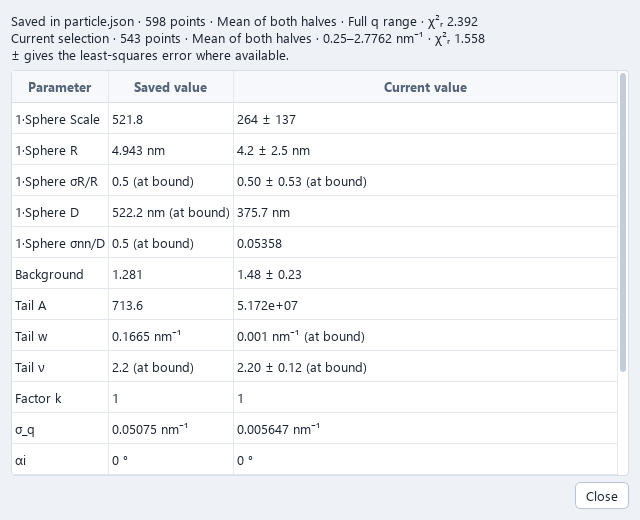 Saved in particle.json · 598 points · Mean of both halves · Full q range · χ²ᵣ 2.392
Current selection · 543 points · Mean of both halves · 0.25–2.7762 nm⁻¹ · χ²ᵣ 1.558
± gives the least-squares error where available.
Parameter Saved value Current value
1·Sphere Scale 521.8 264 ± 137
1·Sphere R 4.943 nm 4.2 ± 2.5 nm
1·Sphere σR/R 0.5 (at bound) 0.50 ± 0.53 (at bound)
1·Sphere D 522.2 nm (at bound) 375.7 nm
1·Sphere σnn/D 0.5 (at bound) 0.05358
Background 1.281 1.48 ± 0.23
Tail A 713.6 5.172e+07
Tail w 0.1665 nm⁻¹ 0.001 nm⁻¹ (at bound)
Tail ν 2.2 (at bound) 2.20 ± 0.12 (at bound)
Factor k 1 1
σ_q 0.05075 nm⁻¹ 0.005647 nm⁻¹
αi 0 ° 0 °
Close